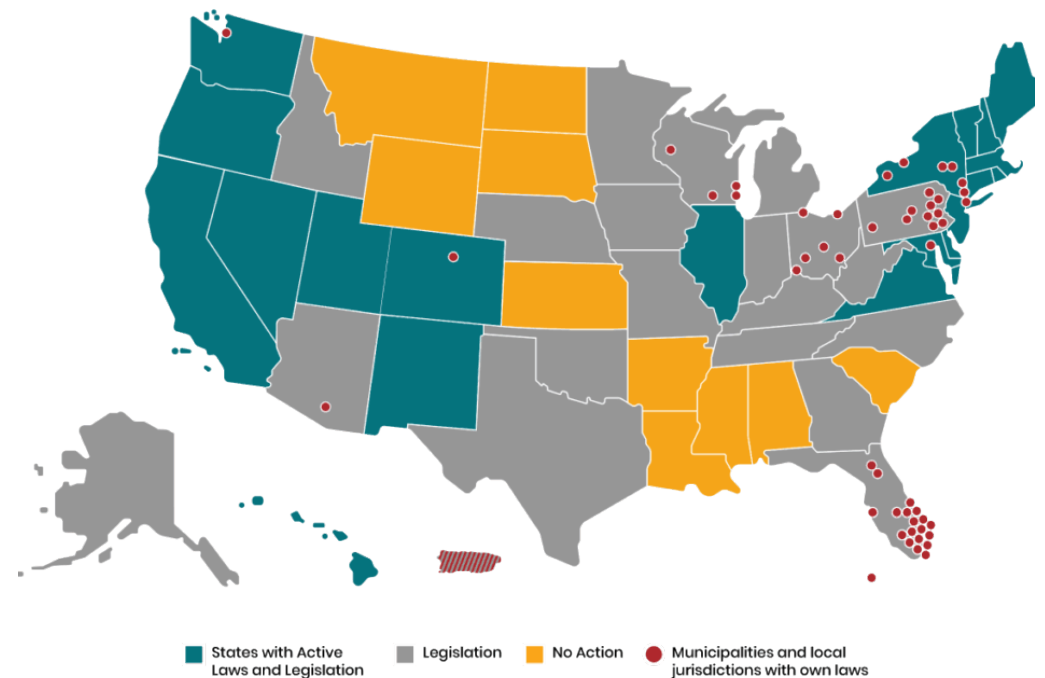 States with Active
Laws and Legislation
Legislation
No Action
Municipalities and local
jurisdictions with own laws